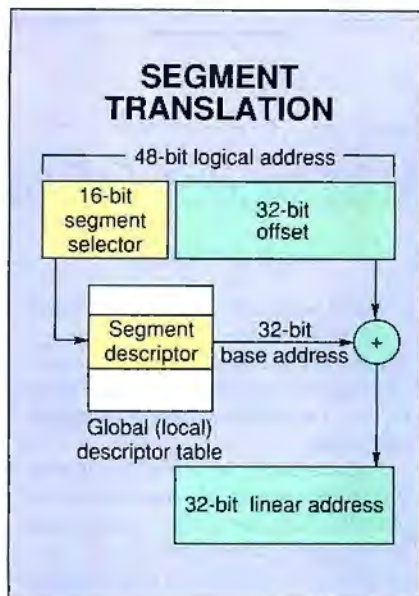 SEGMENT
TRANSLATION
48-bit logical address
16-bit
segment
selector
32-bit
offset
Segment
descriptor
32-bit
base address
+
Global (local)
descriptor table
32-bit linear address